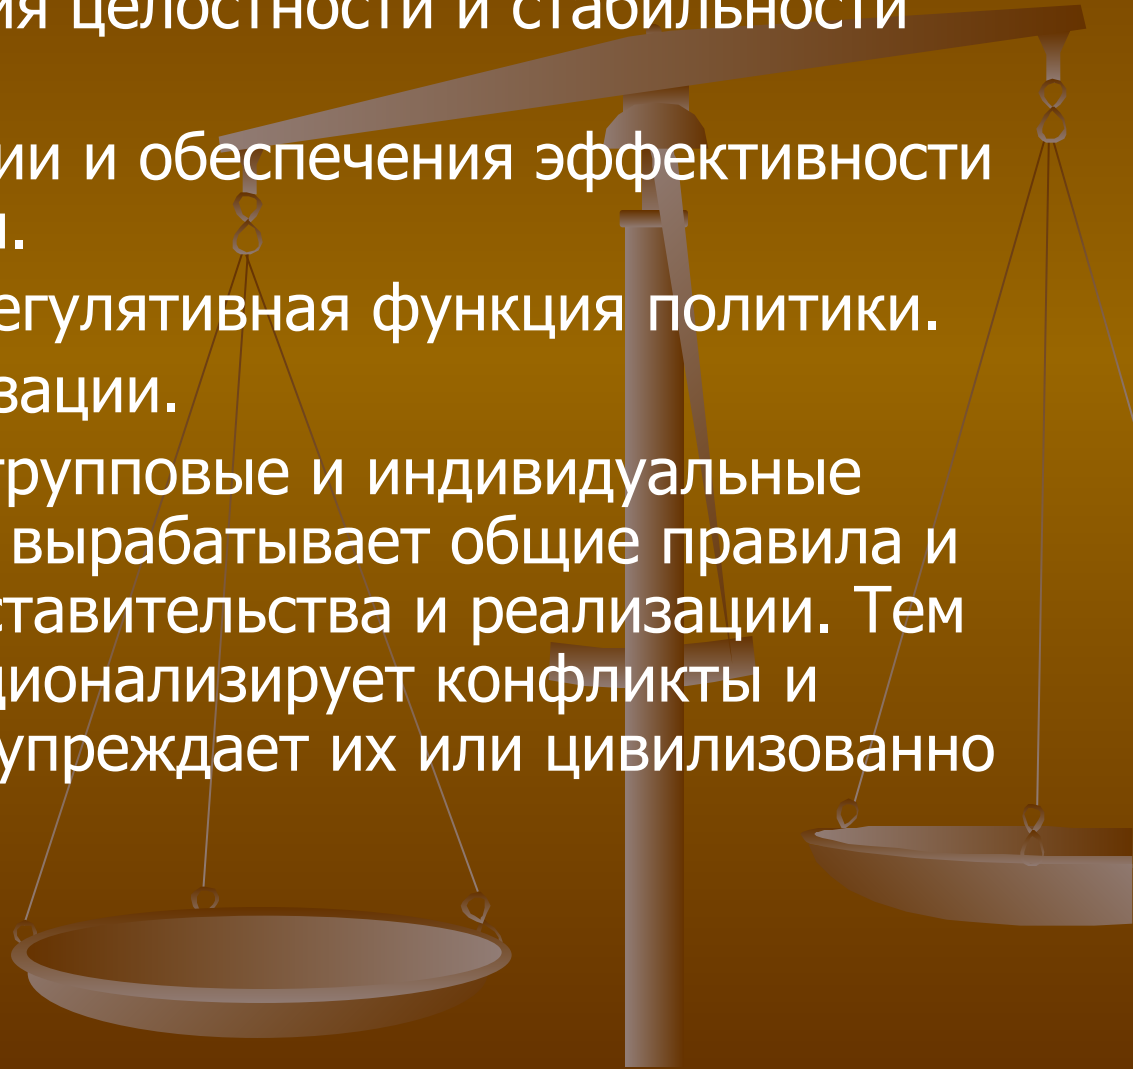 ия целостности и стабильности
ии и обеспечения эффективности
и.
егулятивная функция политики.
зации.
групповые и индивидуальные
вырабатывает общие правила и
ставительства и реализации. Тем
ционализирует конфликты и
упреждает их или цивилизованно